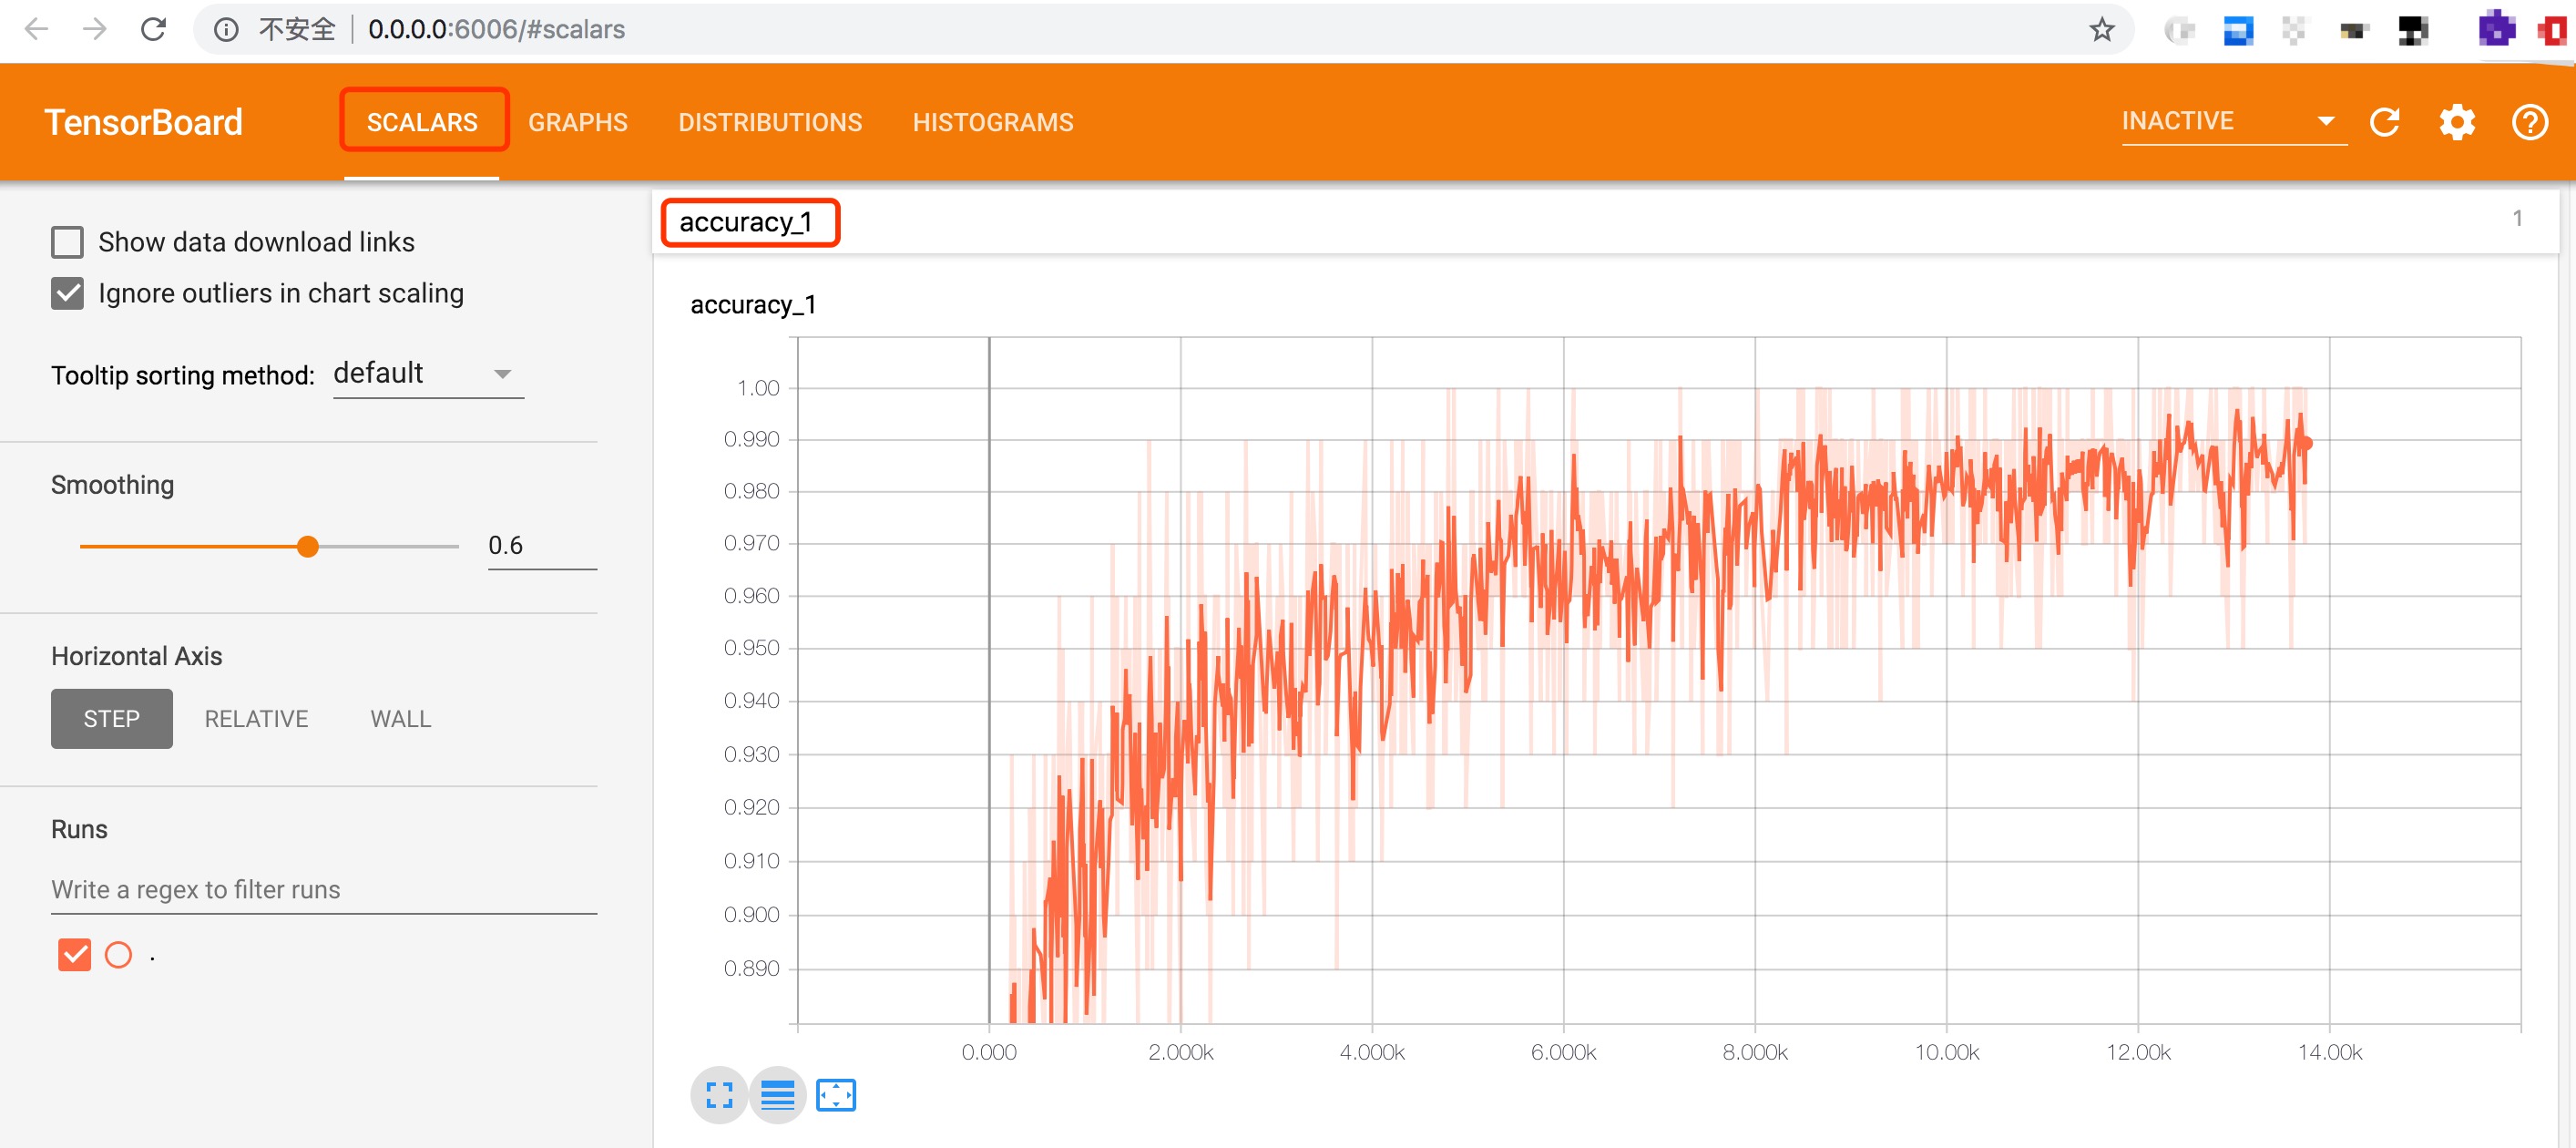 不安全 0.0.0.0:6006/#scalars
TensorBoard SCALARS GRAPHS DISTRIBUTIONS HISTOGRAMS INACTIVE
Show data download links
Ignore outliers in chart scaling
Tooltip sorting method: default
Smoothing
0.6
Horizontal Axis
STEP RELATIVE WALL
Runs
Write a regex to filter runs
.
accuracy_1 1
accuracy_1
1.00
0.990
0.980
0.970
0.960
0.950
0.940
0.930
0.920
0.910
0.900
0.890
0.000 2.000k 4.000k 6.000k 8.000k 10.00k 12.00k 14.00k